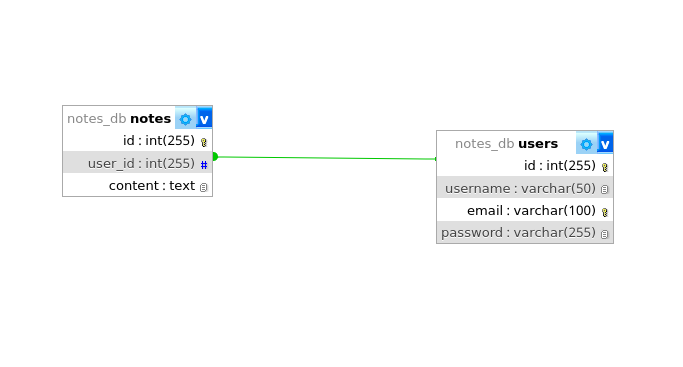 notes_db notes v
id : int(255)
user_id : int(255) #
content : text
notes_db users v
id : int(255)
username : varchar(50)
email : varchar(100)
password : varchar(255)